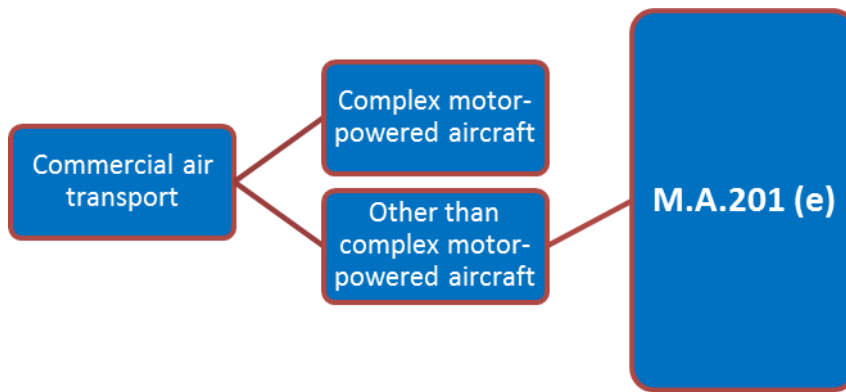 Commercial air
transport
Complex motor-
powered aircraft
Other than
complex motor-
powered aircraft
M.A.201 (e)